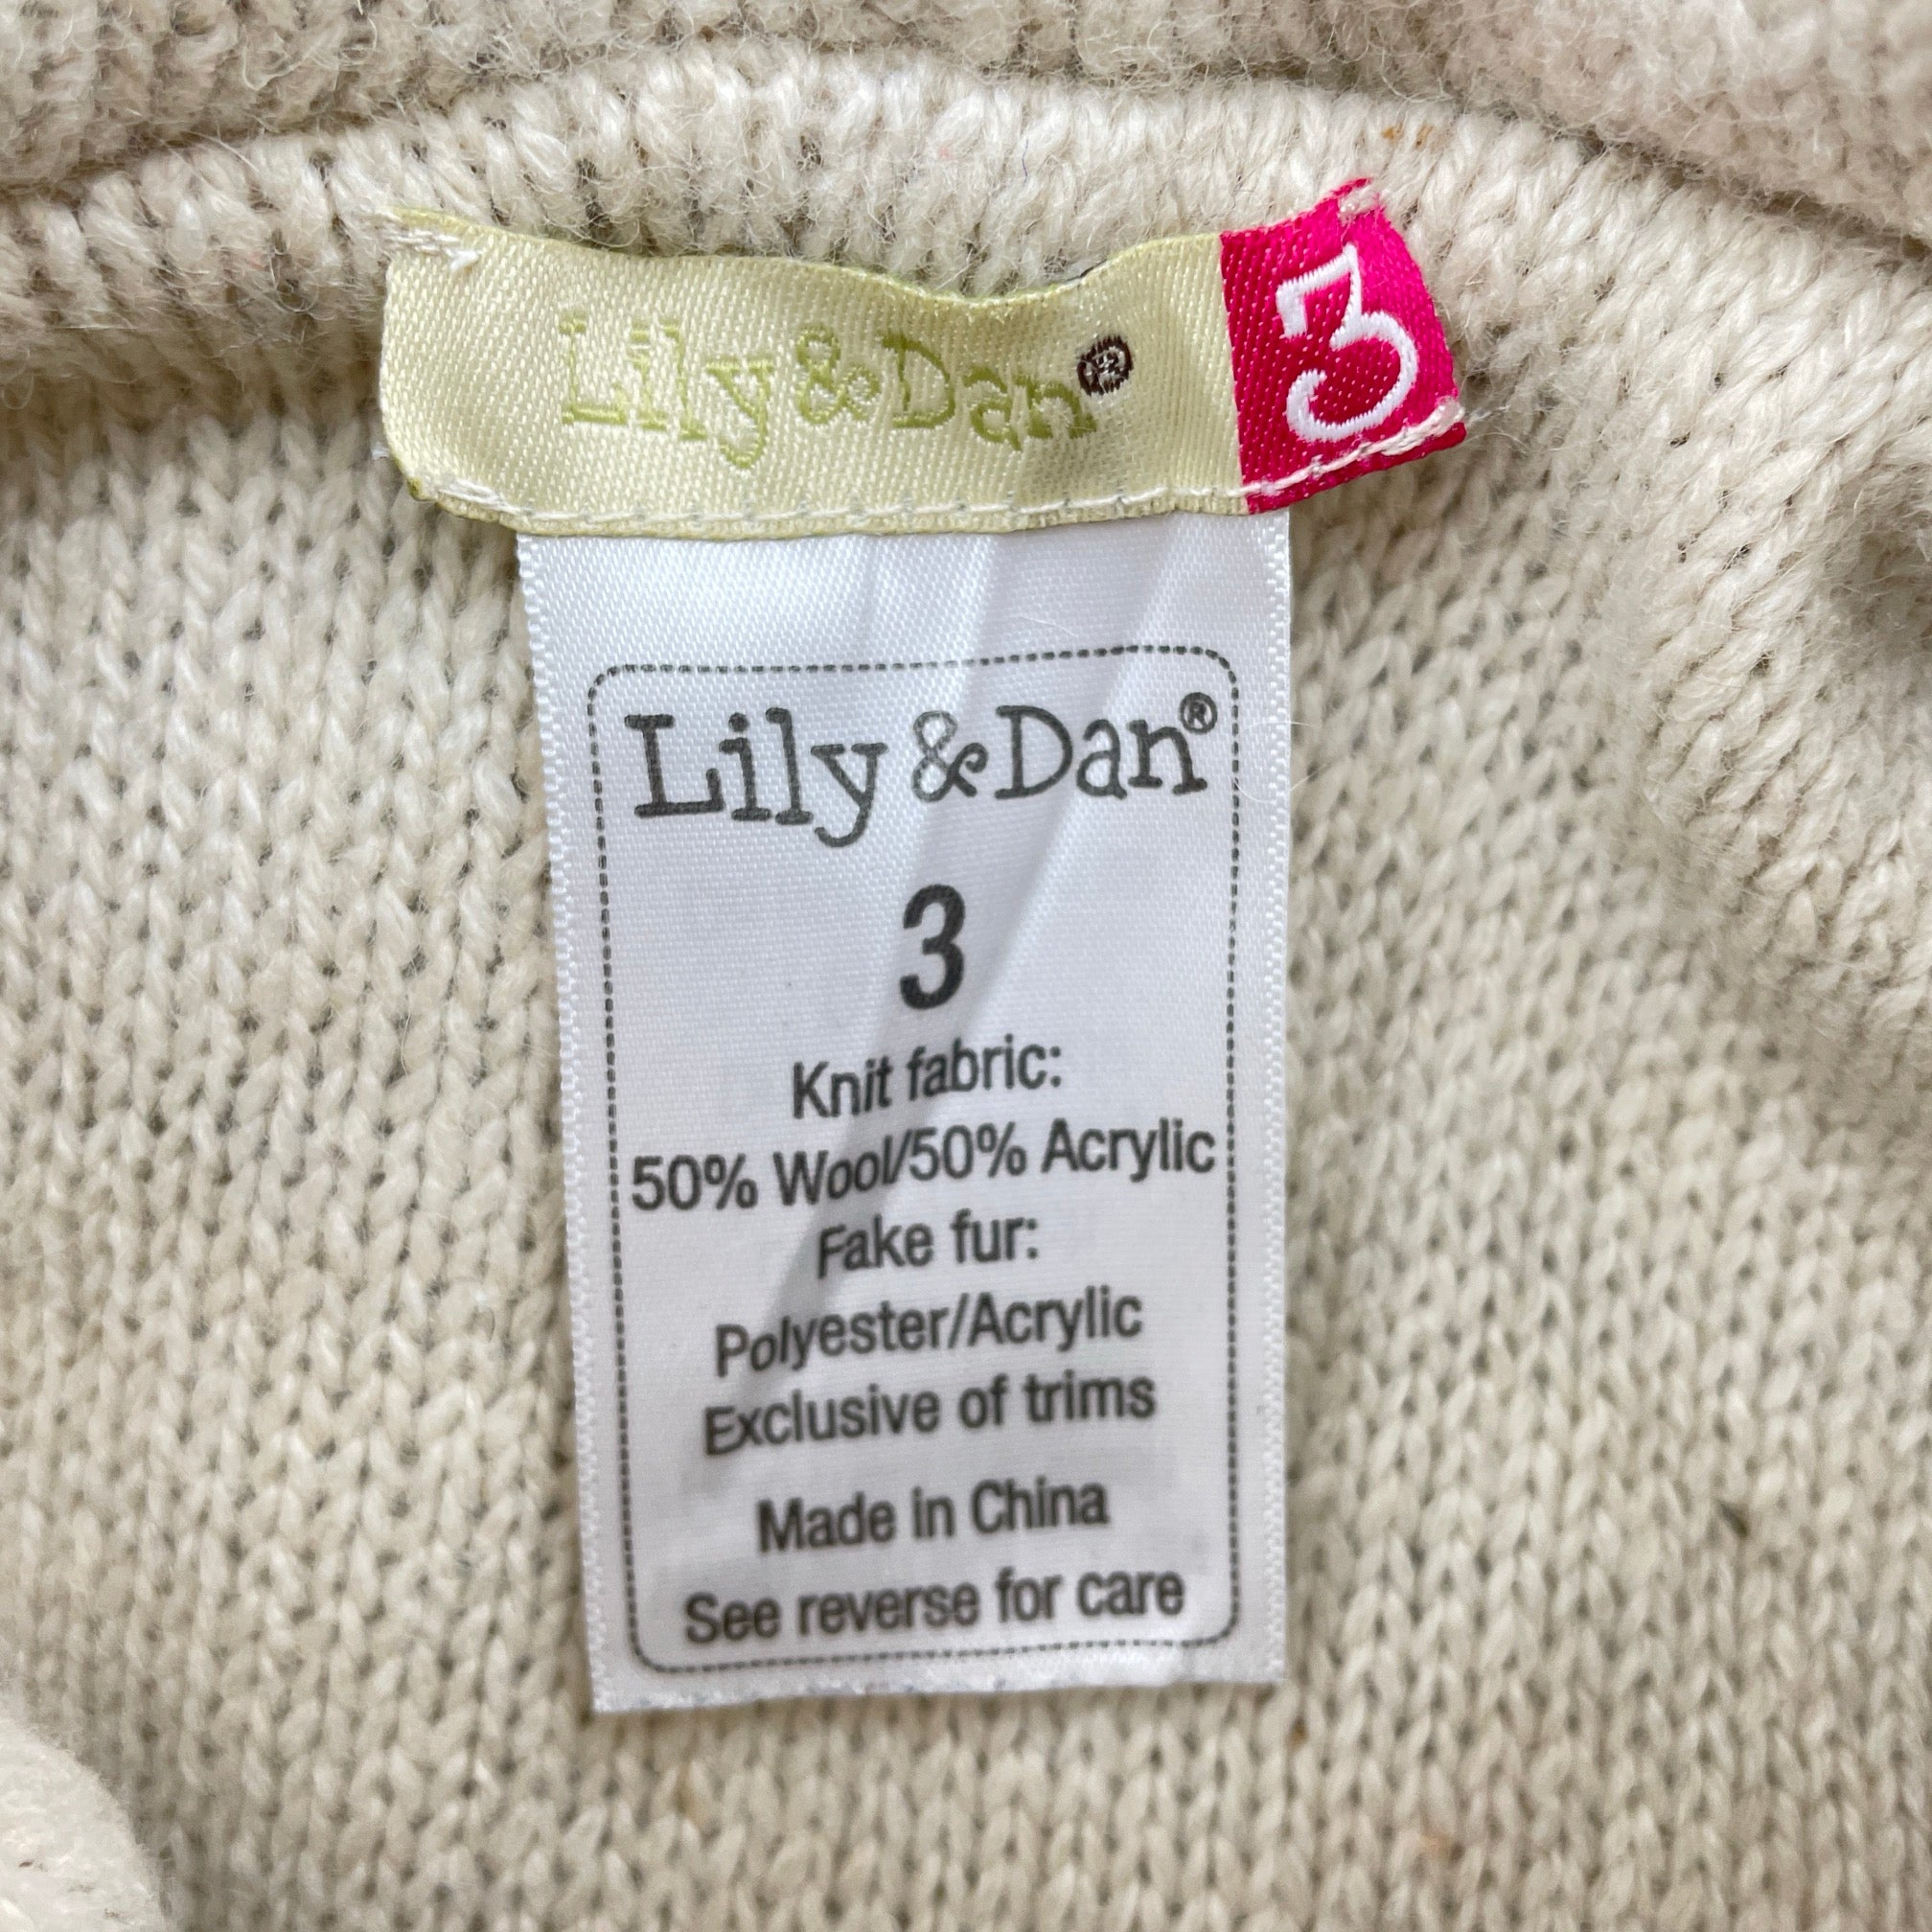 Lily & Dan® 3
Lily & Dan®
3
Knit fabric:
50% Wool/50% Acrylic
Fake fur:
Polyester/Acrylic
Exclusive of trims
Made in China
See reverse for care